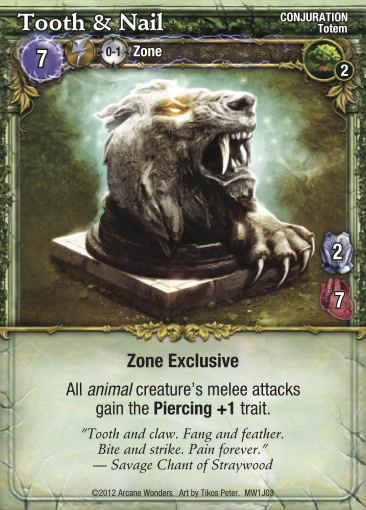 Tooth & Nail
CONJURATION
Totem
7
0-1
Zone
2
2
7
Zone Exclusive
All animal creature's melee attacks
gain the Piercing +1 trait.
"Tooth and claw. Fang and feather.
Bite and strike. Pain forever."
— Savage Chant of Straywood
©2012 Arcane Wonders. Art by Tikos Peter. MW1J03